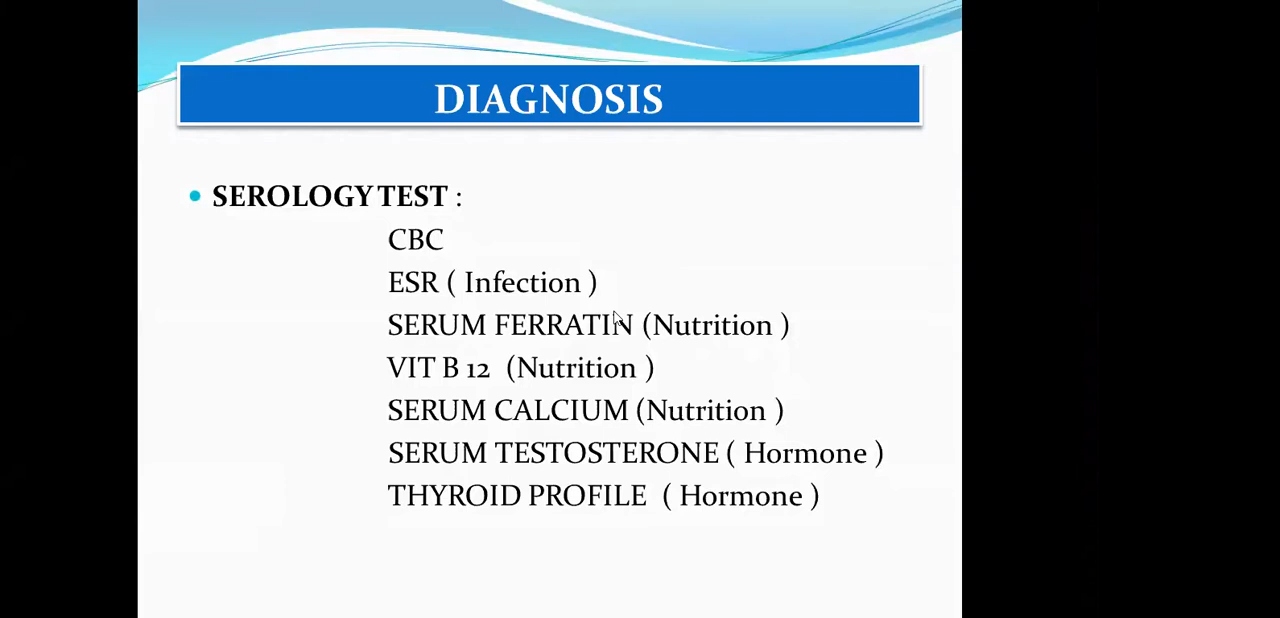 DIAGNOSIS
• SEROLOGY TEST :
CBC
ESR ( Infection )
SERUM FERRATIN (Nutrition )
VIT B 12 (Nutrition )
SERUM CALCIUM (Nutrition )
SERUM TESTOSTERONE ( Hormone )
THYROID PROFILE ( Hormone )